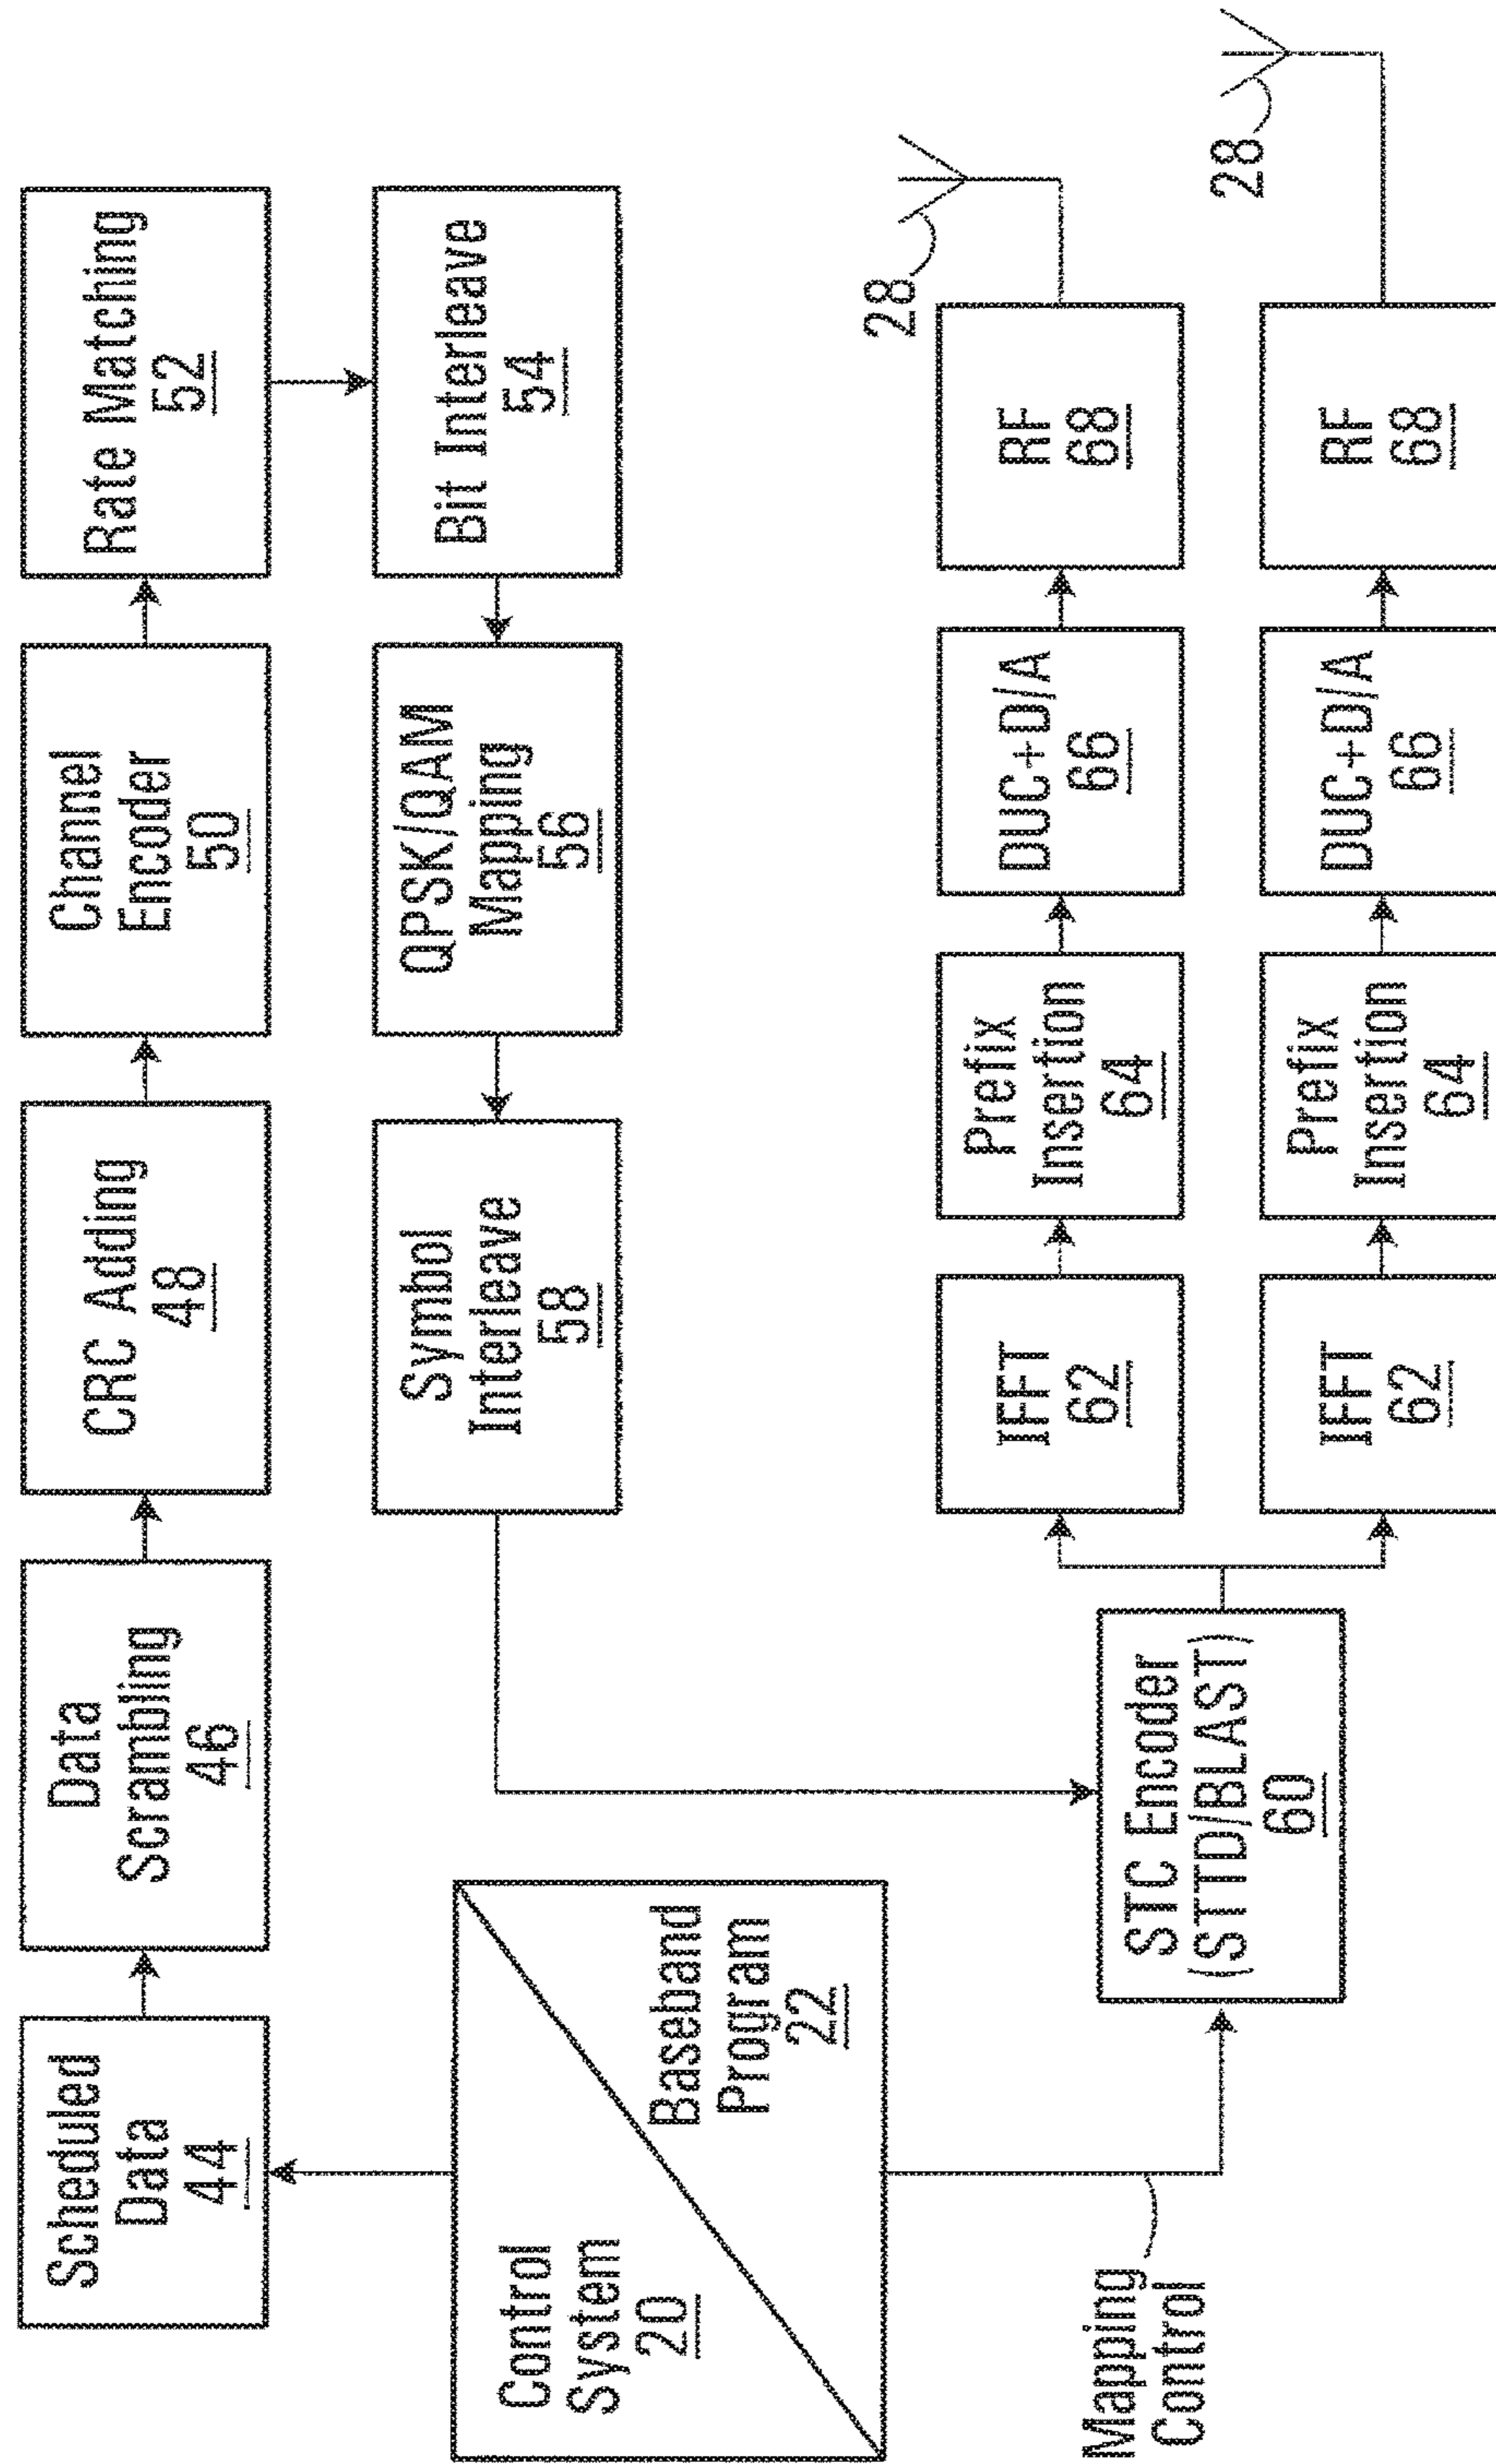 Scheduled
Data
44
Data
Scrambling
46
CRC Adding
48
Channel
Encoder
50
Rate Matching
52
Control
System
20
Baseband
Program
22
Symbol
Interleave
58
QPSK/QAM
Mapping
56
Bit Interleave
54
Mapping
Control
STC Encoder
(STTD/BLAST)
60
IFFT
62
Prefix
Insertion
64
DUC+D/A
66
RF
68
28
IFFT
62
Prefix
Insertion
64
DUC+D/A
66
RF
68
28